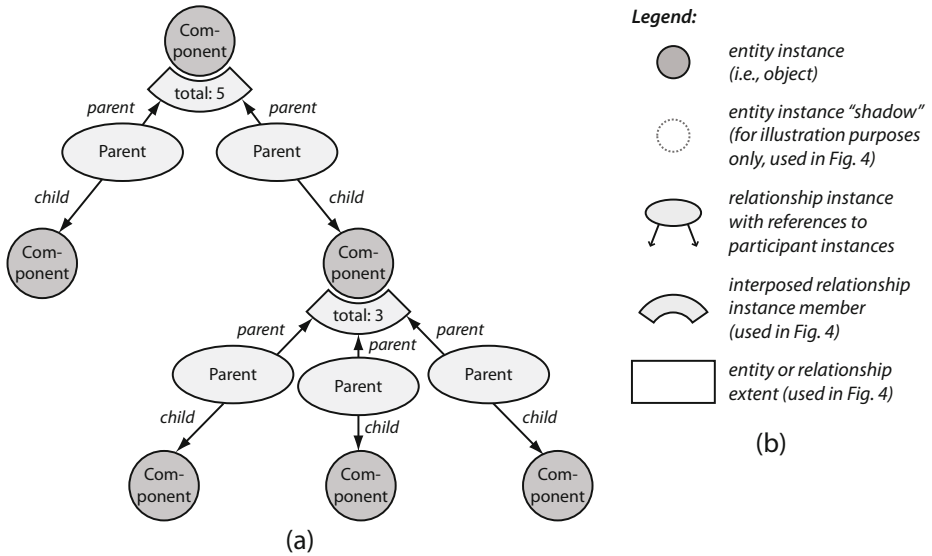 Com-
ponent
total: 5
parent
parent
Parent
Parent
child
child
Com-
ponent
Com-
ponent
total: 3
parent
parent
parent
Parent
Parent
Parent
child
child
child
Com-
ponent
Com-
ponent
Com-
ponent
(a)
Legend:
entity instance
(i.e., object)
entity instance “shadow”
(for illustration purposes
only, used in Fig. 4)
relationship instance
with references to
participant instances
interposed relationship
instance member
(used in Fig. 4)
entity or relationship
extent (used in Fig. 4)
(b)